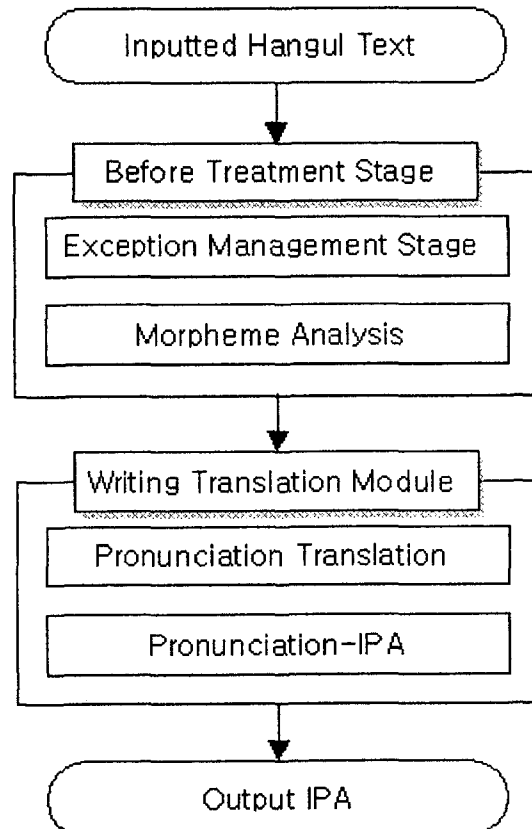 Inputted Hangul Text
Before Treatment Stage
Exception Management Stage
Morpheme Analysis
Writing Translation Module
Pronunciation Translation
Pronunciation-IPA
Output IPA